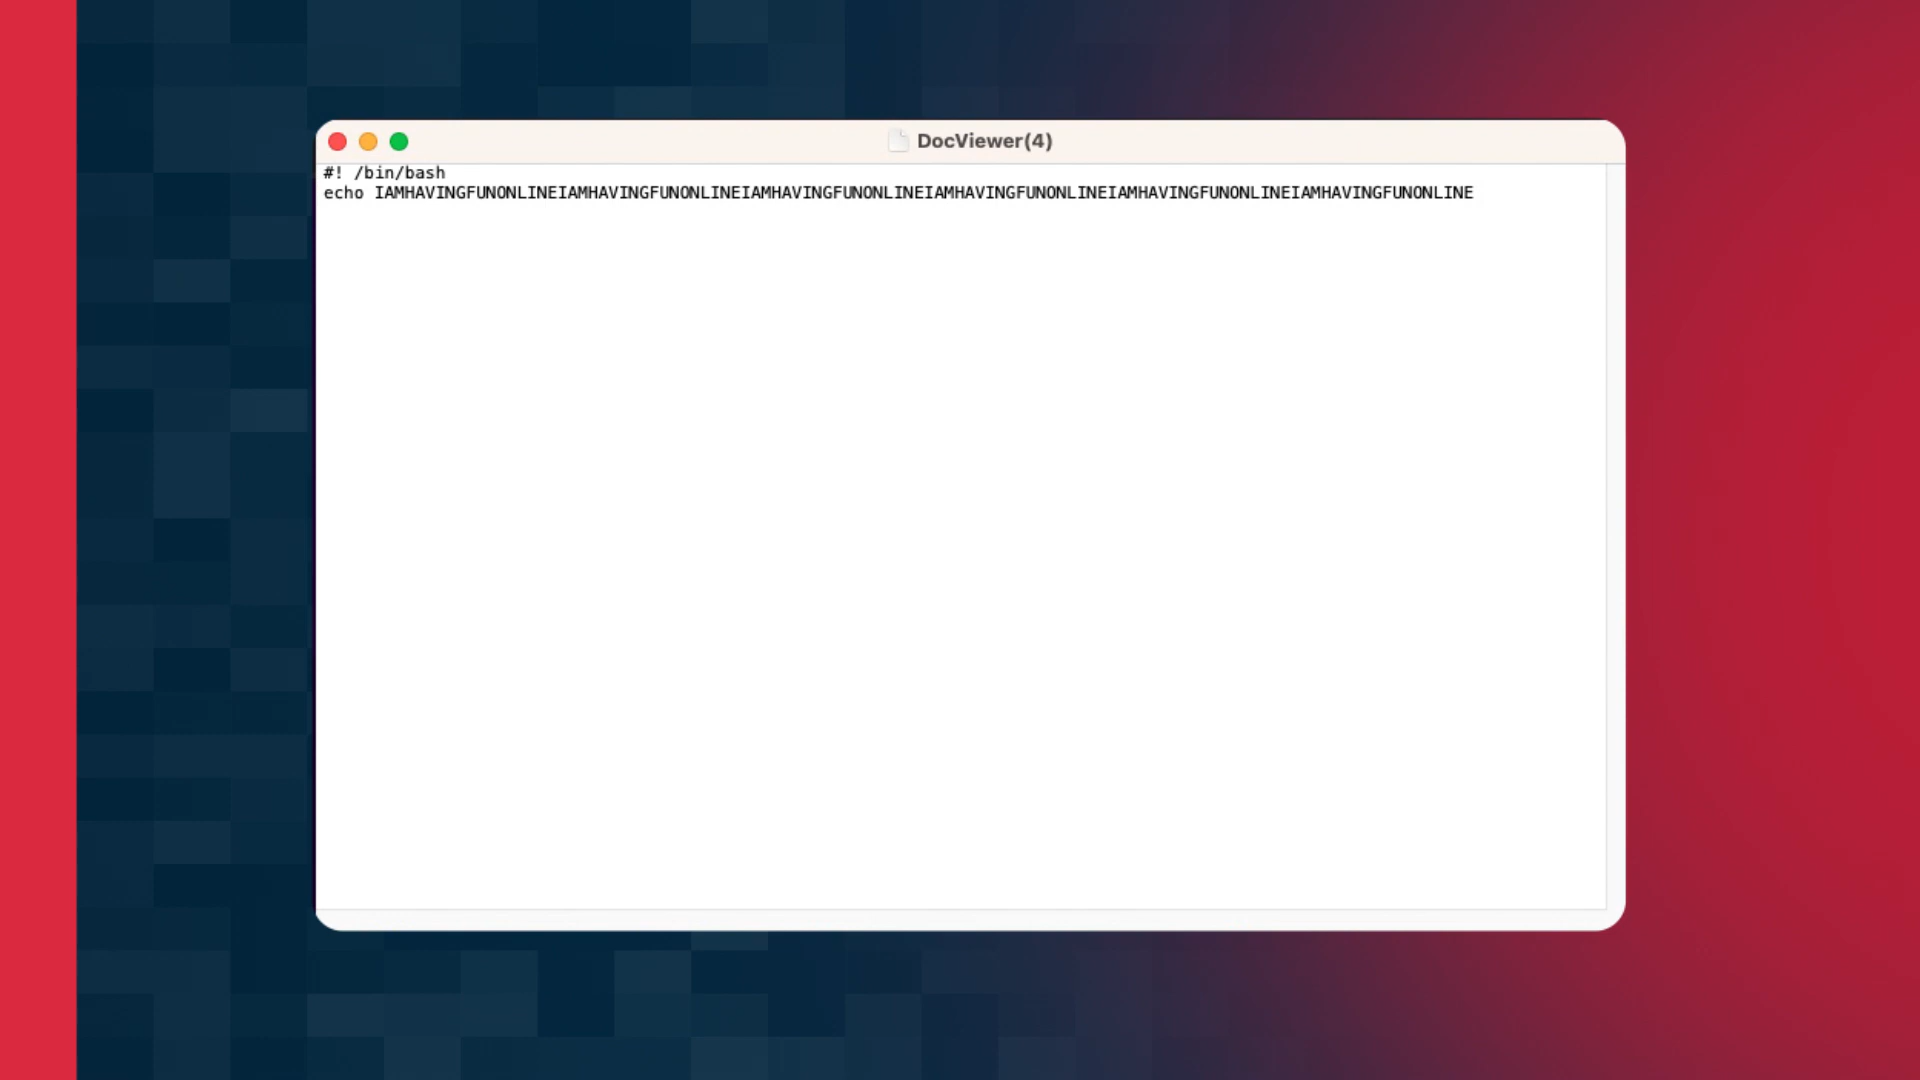 DocViewer(4)
#! /bin/bash
echo IAMHAVINGFUNONLINEIAMHAVINGFUNONLINEIAMHAVINGFUNONLINEIAMHAVINGFUNONLINEIAMHAVINGFUNONLINEIAMHAVINGFUNONLINE